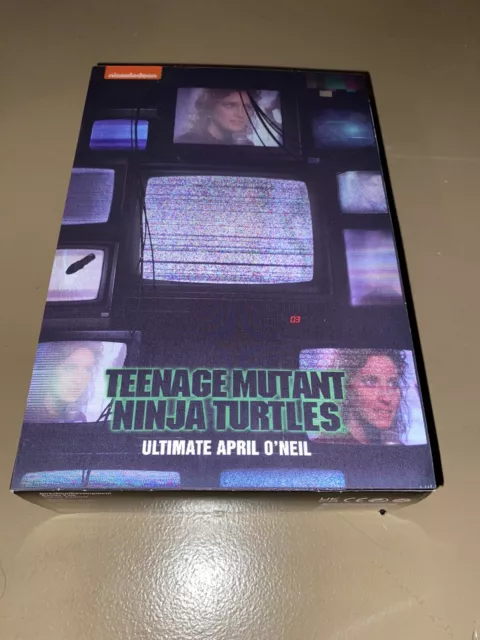 nickelodeon
03
TEENAGE MUTANT
NINJA TURTLES
ULTIMATE APRIL O'NEIL